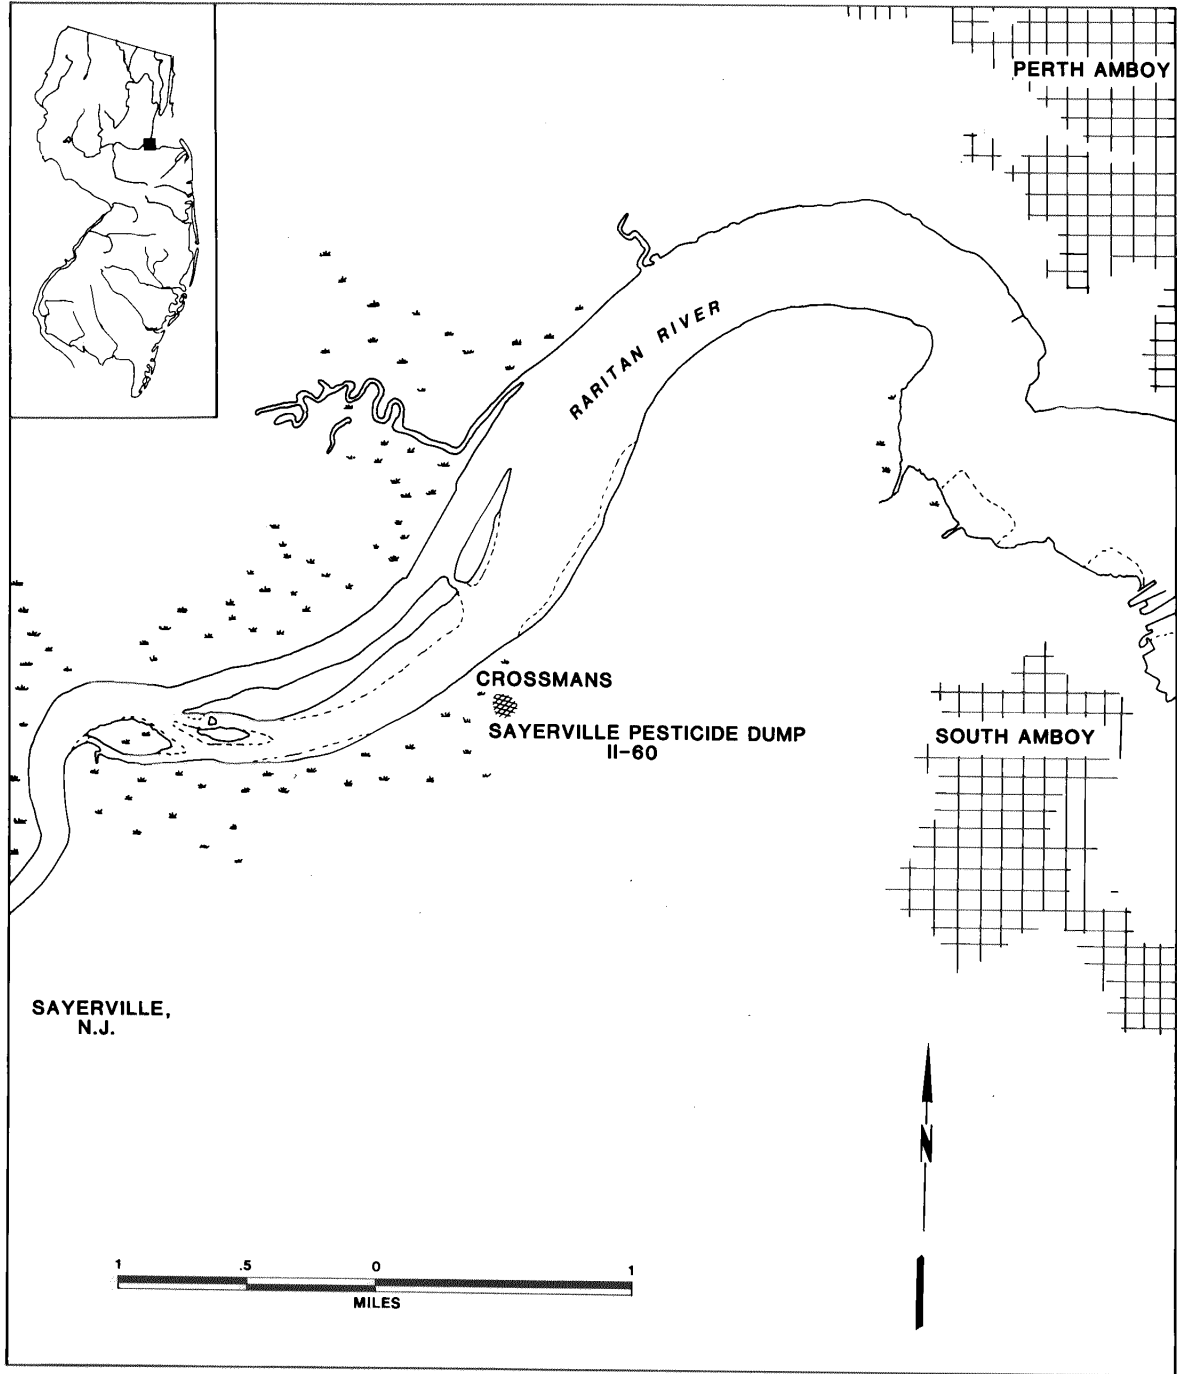 PERTH AMBOY
RARITAN RIVER
CROSSMANS
SAYERVILLE PESTICIDE DUMP
II-60
SOUTH AMBOY
SAYERVILLE,
N.J.
N
1 .5 0 1
MILES